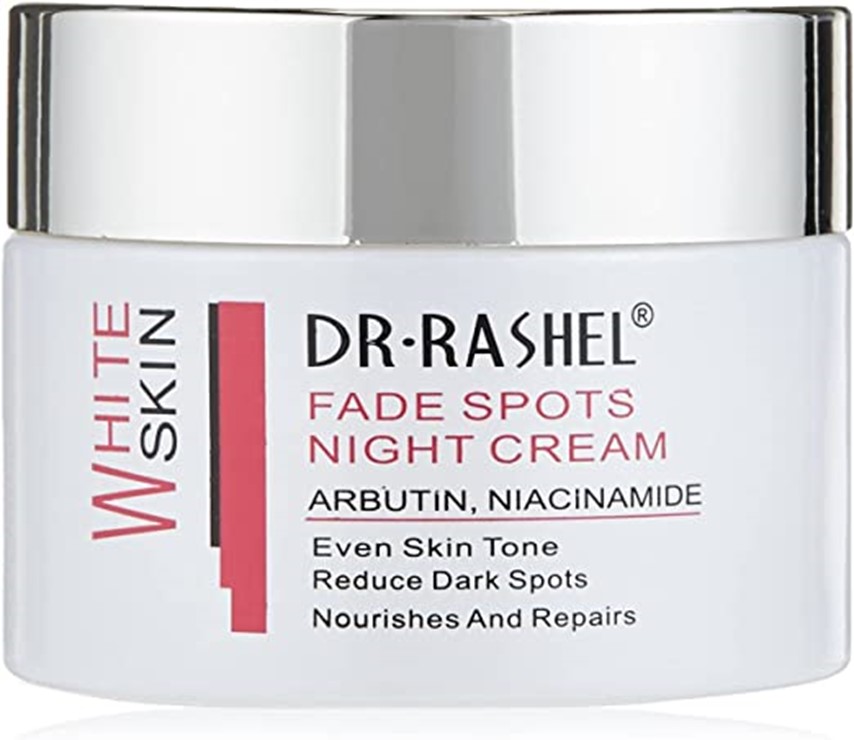 WHITE
SKIN
DR·RASHEL®
FADE SPOTS
NIGHT CREAM
ARBUTIN, NIACINAMIDE
Even Skin Tone
Reduce Dark Spots
Nourishes And Repairs